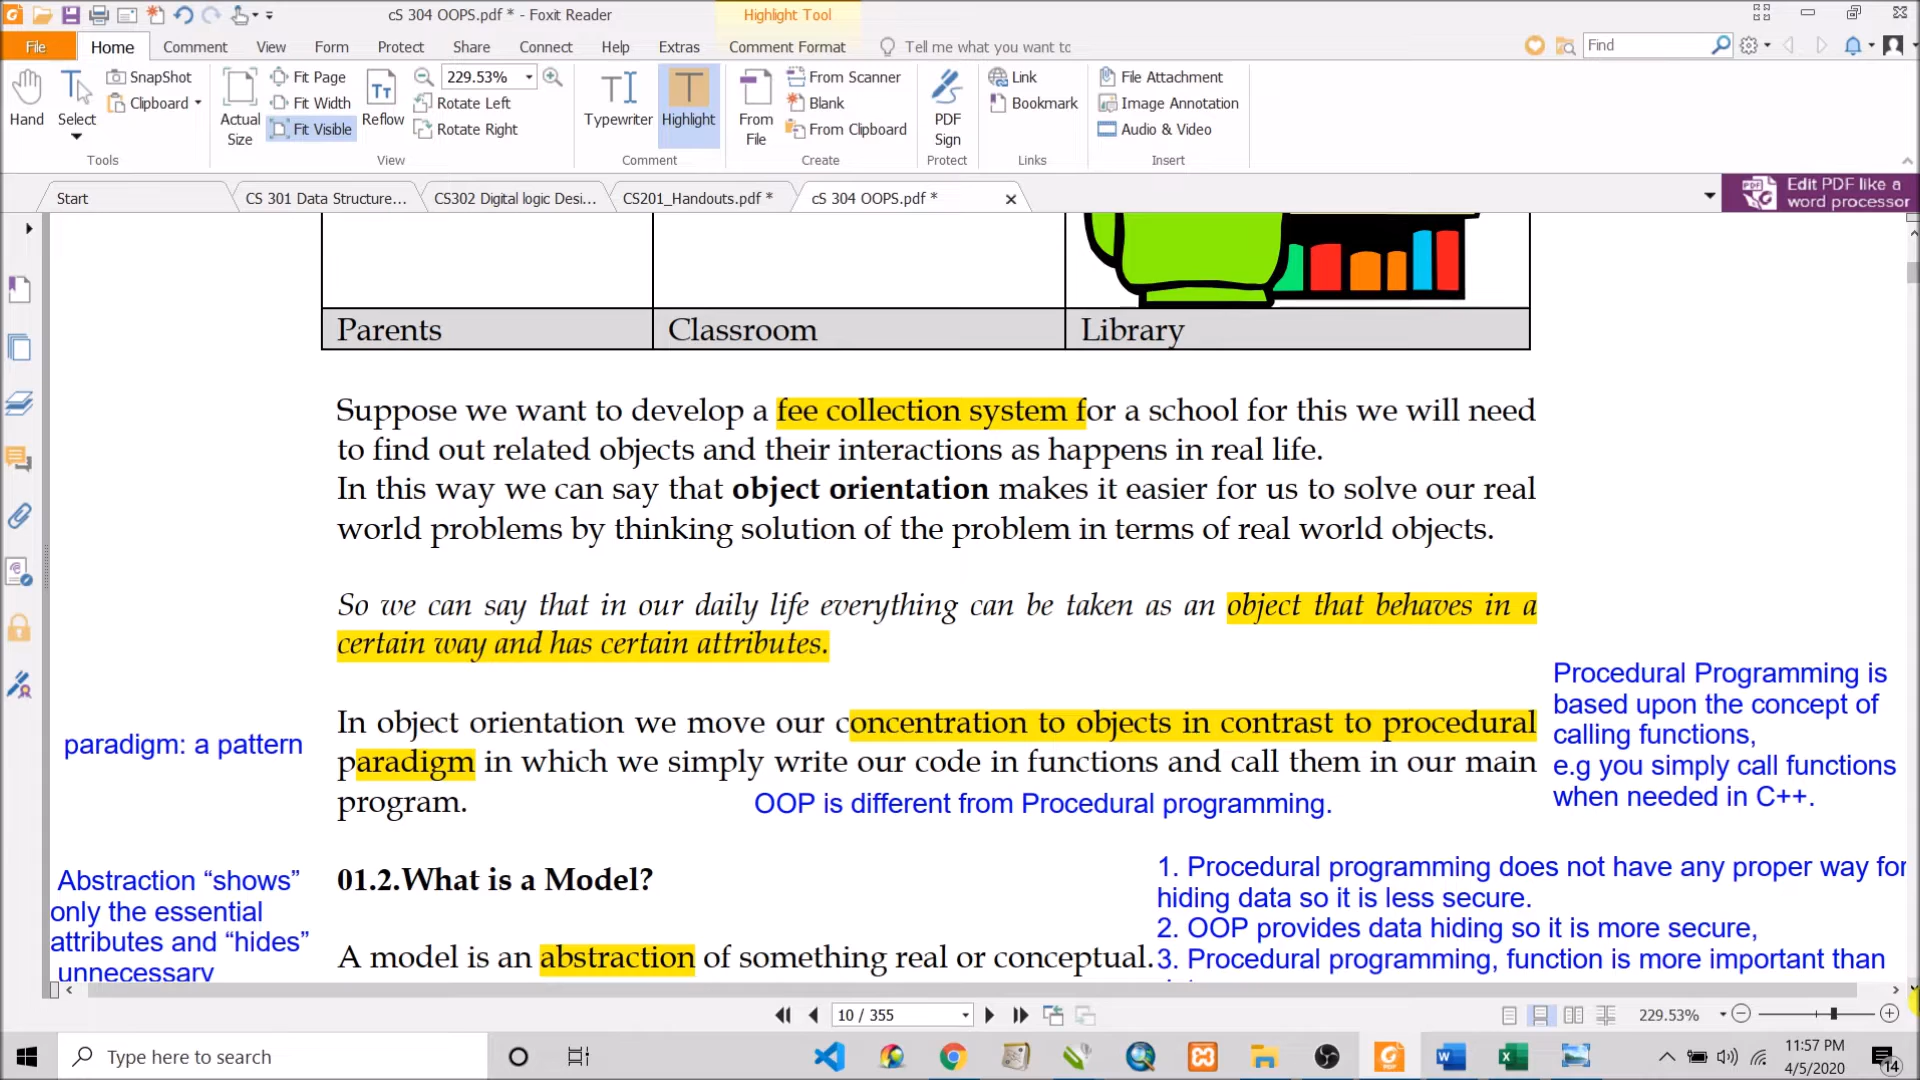 cS 304 OOPS.pdf * - Foxit Reader
Highlight Tool
File
Home
Comment
View
Form
Protect
Share
Connect
Help
Extras
Comment Format
Tell me what you want to
Find
Hand
Select
SnapShot
Clipboard
Tools
Actual Size
Fit Page
Fit Width
Fit Visible
Reflow
229.53%
Rotate Left
Rotate Right
View
Typewriter
Highlight
Comment
From File
From Scanner
Blank
From Clipboard
Create
PDF Sign
Protect
Link
Bookmark
Links
File Attachment
Image Annotation
Audio & Video
Insert
Start
CS 301 Data Structure...
CS302 Digital logic Desi...
CS201_Handouts.pdf *
cS 304 OOPS.pdf *
Edit PDF like a
word processor
Parents
Classroom
Library
Suppose we want to develop a fee collection system for a school for this we will need
to find out related objects and their interactions as happens in real life.
In this way we can say that object orientation makes it easier for us to solve our real
world problems by thinking solution of the problem in terms of real world objects.
So we can say that in our daily life everything can be taken as an object that behaves in a
certain way and has certain attributes.
Procedural Programming is
based upon the concept of
calling functions,
e.g you simply call functions
when needed in C++.
paradigm: a pattern
In object orientation we move our concentration to objects in contrast to procedural
paradigm in which we simply write our code in functions and call them in our main
program.
OOP is different from Procedural programming.
Abstraction “shows”
only the essential
attributes and “hides”
unnecessary
01.2.What is a Model?
1. Procedural programming does not have any proper way for
hiding data so it is less secure.
2. OOP provides data hiding so it is more secure,
3. Procedural programming, function is more important than
A model is an abstraction of something real or conceptual.
10 / 355
229.53%
Type here to search
11:57 PM
4/5/2020
14